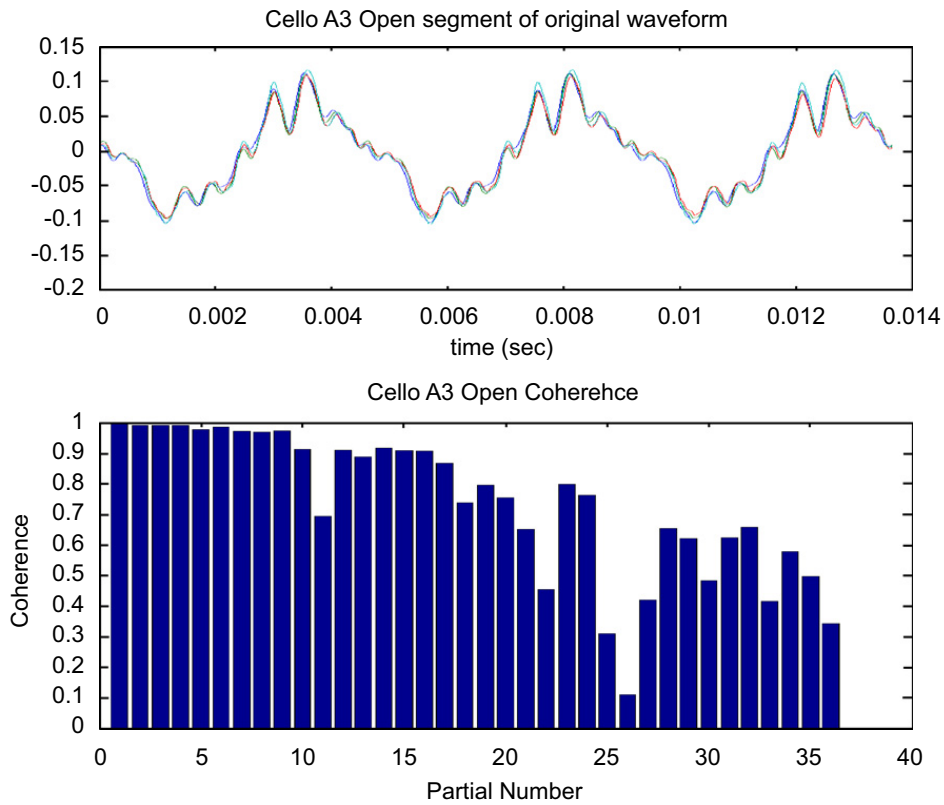 Cello A3 Open segment of original waveform
0.15
0.1
0.05
0
-0.05
-0.1
-0.15
-0.2
0 0.002 0.004 0.006 0.008 0.01 0.012 0.014
time (sec)
Cello A3 Open Coherehce
1
0.9
0.8
0.7
0.6
0.5
0.4
0.3
0.2
0.1
0
Coherence
0 5 10 15 20 25 30 35 40
Partial Number